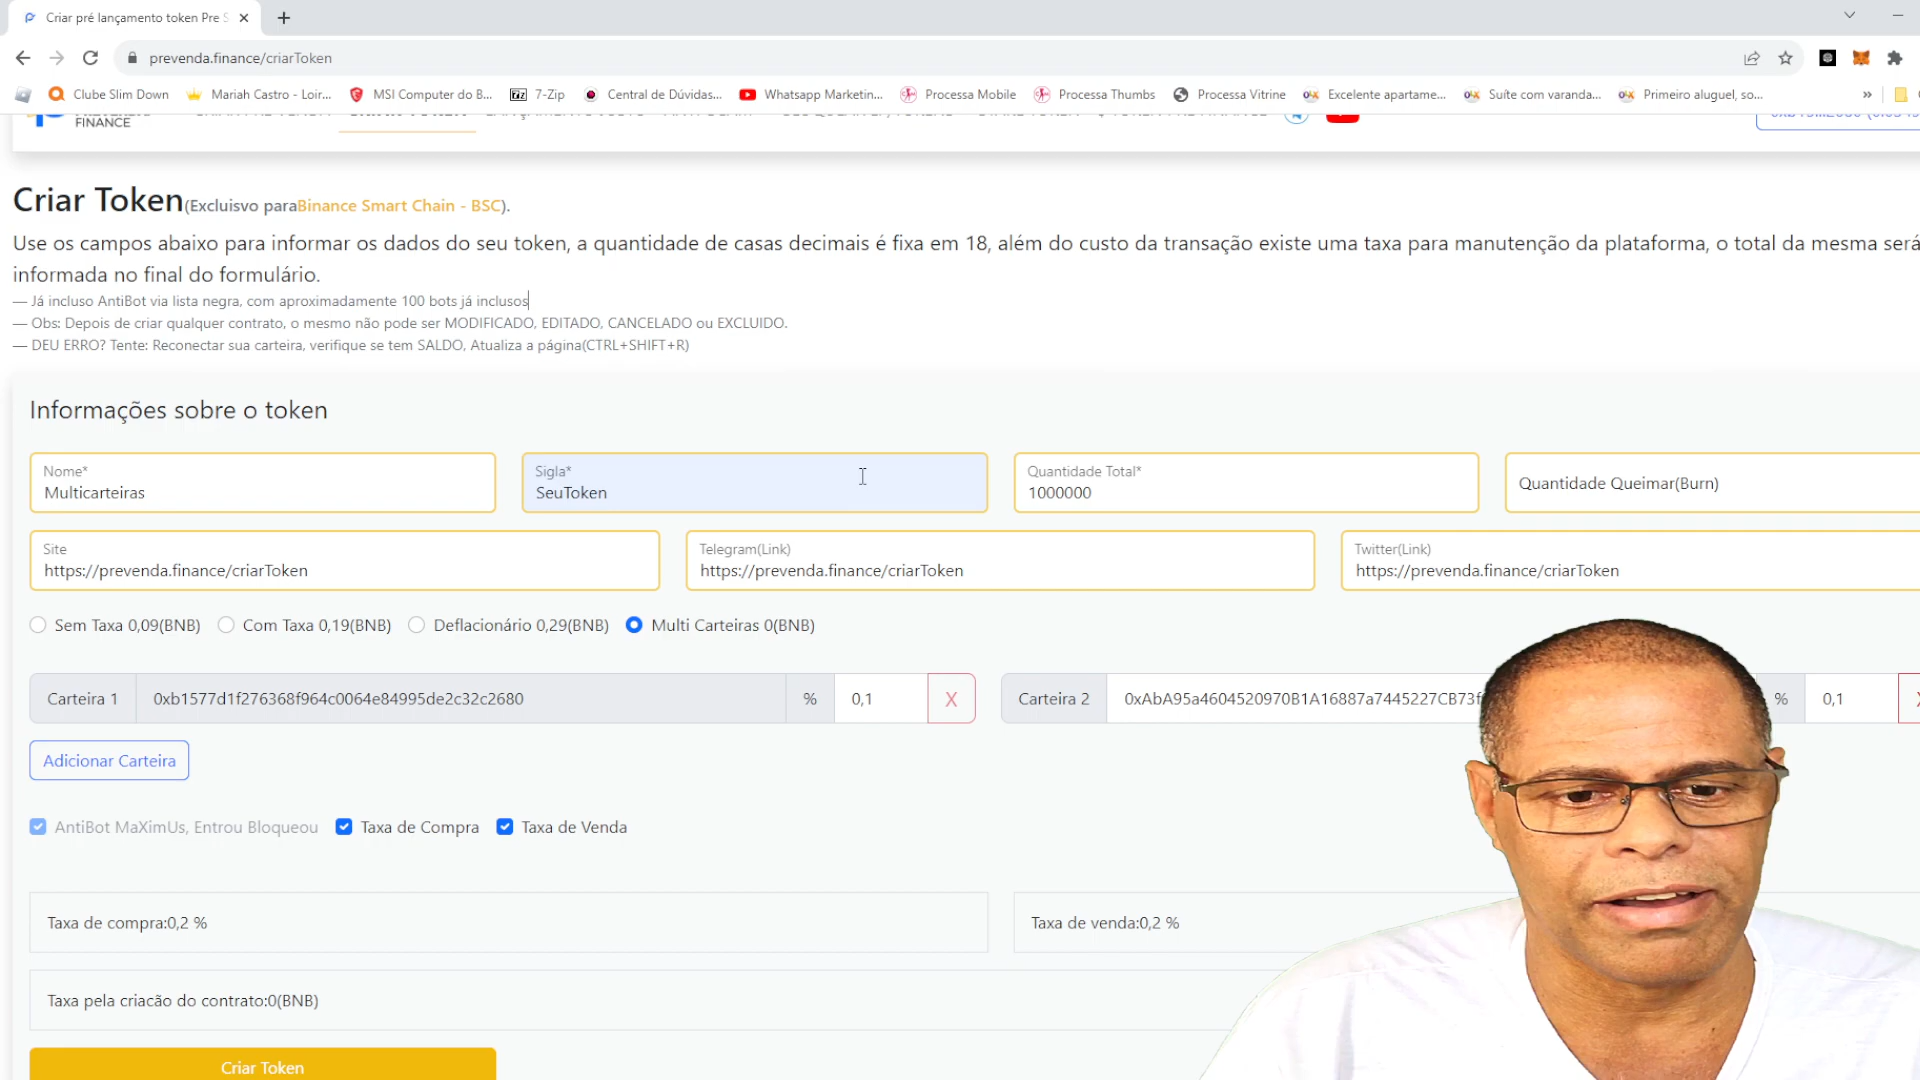 Criar pré lançamento token Pre S
prevenda.finance/criarToken
Clube Slim Down
Mariah Castro - Loir...
MSI Computer do B...
7-Zip
Central de Dúvidas...
Whatsapp Marketin...
Processa Mobile
Processa Thumbs
Processa Vitrine
Excelente apartame...
Suíte com varanda...
Primeiro aluguel, so...
»
FINANCE
Criar Token(Excluisvo paraBinance Smart Chain - BSC).
Use os campos abaixo para informar os dados do seu token, a quantidade de casas decimais é fixa em 18, além do custo da transação existe uma taxa para manutenção da plataforma, o total da mesma será
informada no final do formulário.
— Já incluso AntiBot via lista negra, com aproximadamente 100 bots já inclusos
— Obs: Depois de criar qualquer contrato, o mesmo não pode ser MODIFICADO, EDITADO, CANCELADO ou EXCLUIDO.
— DEU ERRO? Tente: Reconectar sua carteira, verifique se tem SALDO, Atualiza a página(CTRL+SHIFT+R)
Informações sobre o token
Nome*
Multicarteiras
Sigla*
SeuToken
Quantidade Total*
1000000
Quantidade Queimar(Burn)
Site
https://prevenda.finance/criarToken
Telegram(Link)
https://prevenda.finance/criarToken
Twitter(Link)
https://prevenda.finance/criarToken
Sem Taxa 0,09(BNB)
Com Taxa 0,19(BNB)
Deflacionário 0,29(BNB)
Multi Carteiras 0(BNB)
Carteira 1
0xb1577d1f276368f964c0064e84995de2c32c2680
%
0,1
X
Carteira 2
0xAbA95a4604520970B1A16887a7445227CB73f
%
0,1
Adicionar Carteira
AntiBot MaXimUs, Entrou Bloqueou
Taxa de Compra
Taxa de Venda
Taxa de compra:0,2 %
Taxa de venda:0,2 %
Taxa pela criacão do contrato:0(BNB)
Criar Token